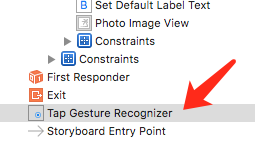 B Set Default Label Text
Photo Image View
Constraints
Constraints
First Responder
Exit
Tap Gesture Recognizer
Storyboard Entry Point